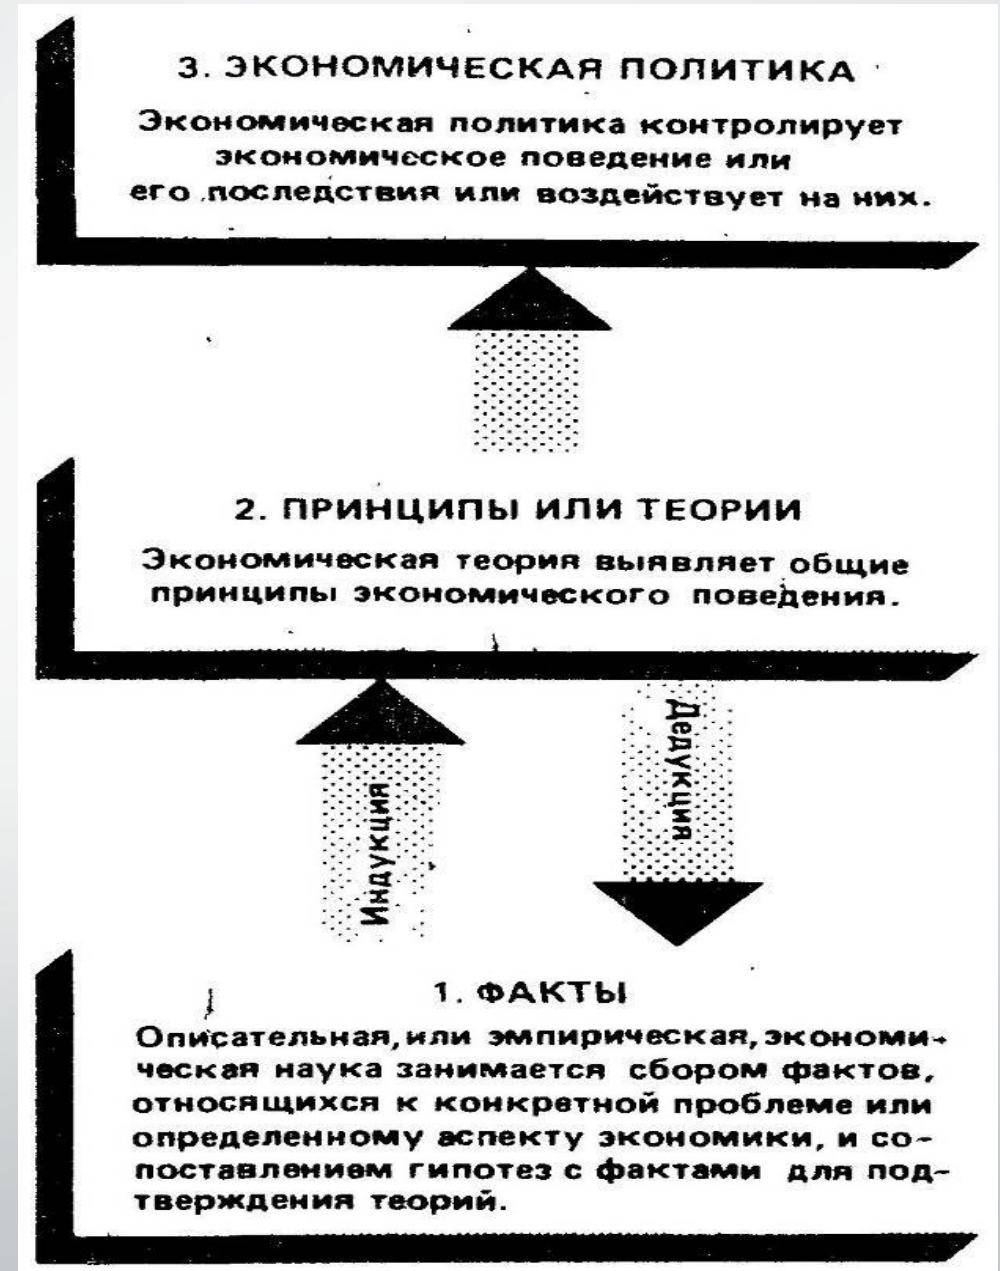 3. ЭКОНОМИЧЕСКАЯ ПОЛИТИКА
Экономическая политика контролирует
экономическое поведение или
его последствия или воздействует на них.
2. ПРИНЦИПЫ ИЛИ ТЕОРИИ
Экономическая теория выявляет общие
принципы экономического поведения.
Индукция
Дедукция
1. ФАКТЫ
Описательная, или эмпирическая, экономи-
ческая наука занимается сбором фактов,
относящихся к конкретной проблеме или
определенному аспекту экономики, и со-
поставлением гипотез с фактами для под-
тверждения теорий.